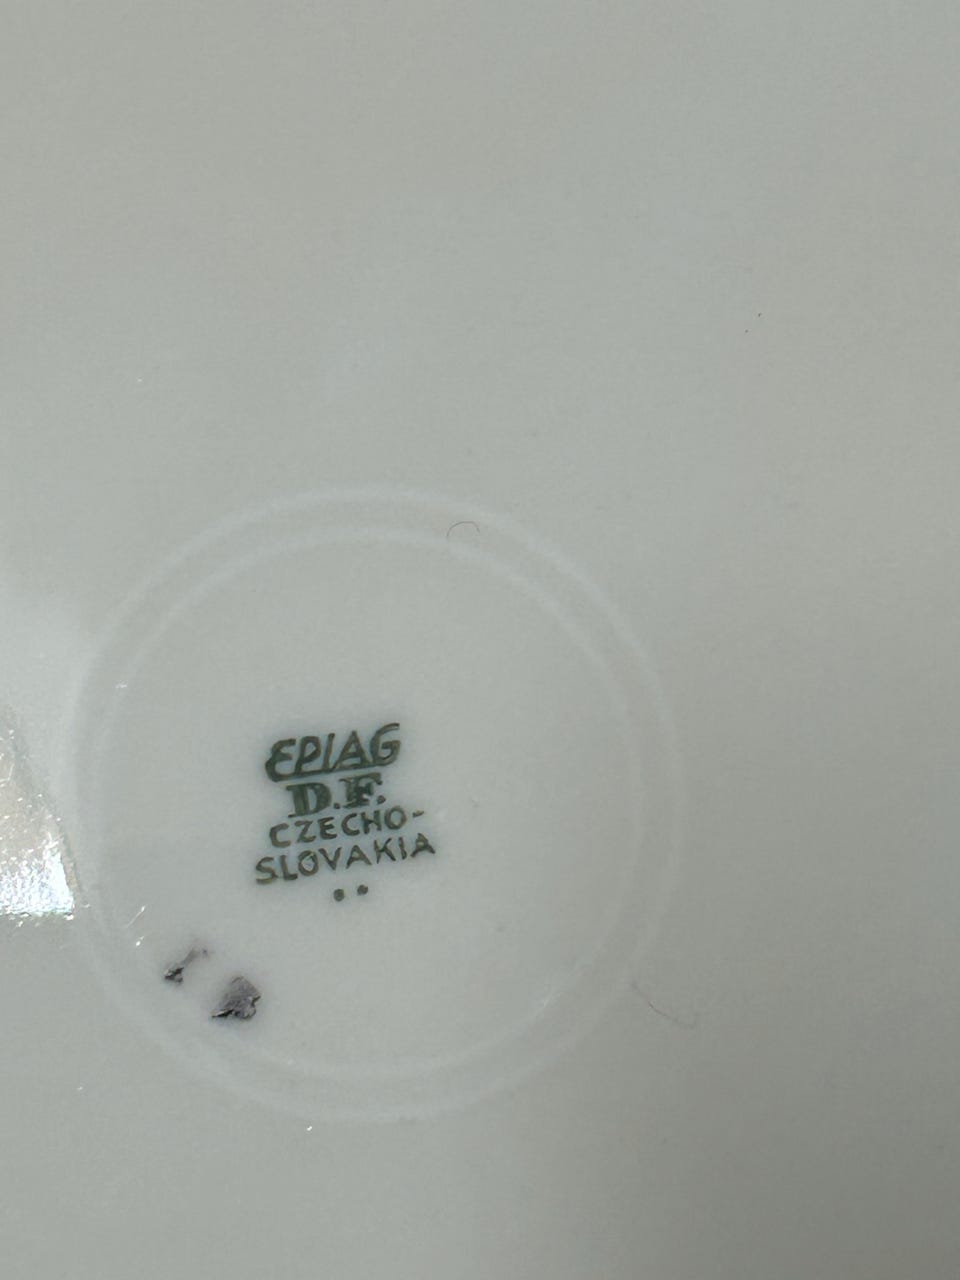 EPIAG
D.F.
CZECHO-
SLOVAKIA